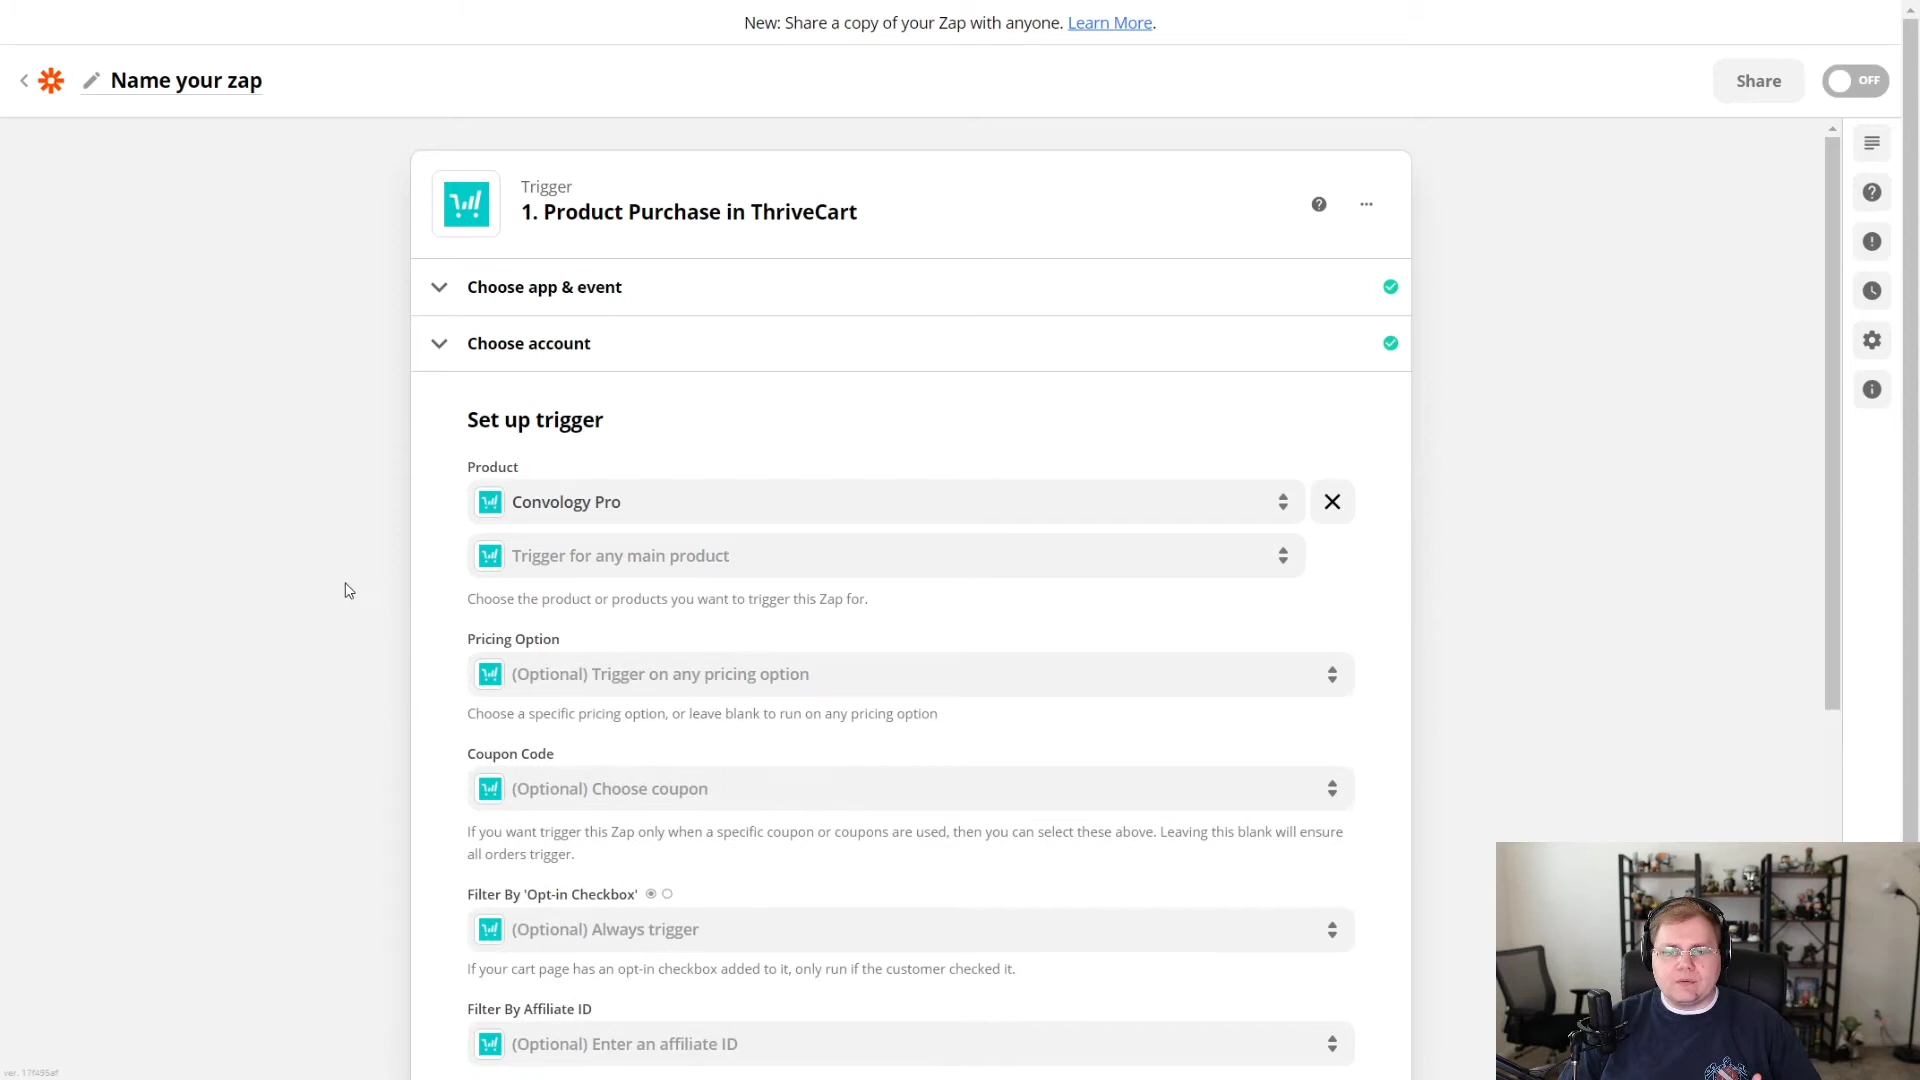 New: Share a copy of your Zap with anyone. Learn More.
Name your zap
Share
OFF
Trigger
1. Product Purchase in ThriveCart
Choose app & event
Choose account
Set up trigger
Product
Convology Pro
Trigger for any main product
Choose the product or products you want to trigger this Zap for.
Pricing Option
(Optional) Trigger on any pricing option
Choose a specific pricing option, or leave blank to run on any pricing option
Coupon Code
(Optional) Choose coupon
If you want trigger this Zap only when a specific coupon or coupons are used, then you can select these above. Leaving this blank will ensure
all orders trigger.
Filter By 'Opt-in Checkbox'
(Optional) Always trigger
If your cart page has an opt-in checkbox added to it, only run if the customer checked it.
Filter By Affiliate ID
(Optional) Enter an affiliate ID
ver. 17f495af